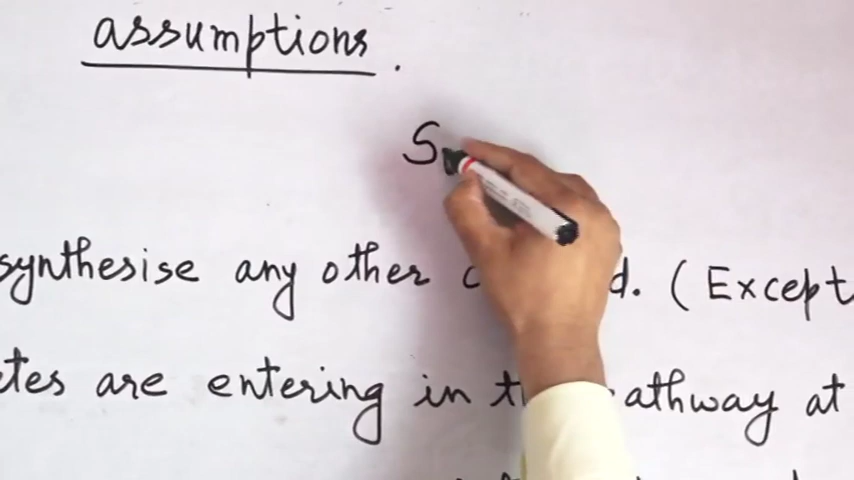 assumptions.
S
synthesise any other d. (Except
tes are entering in athway at